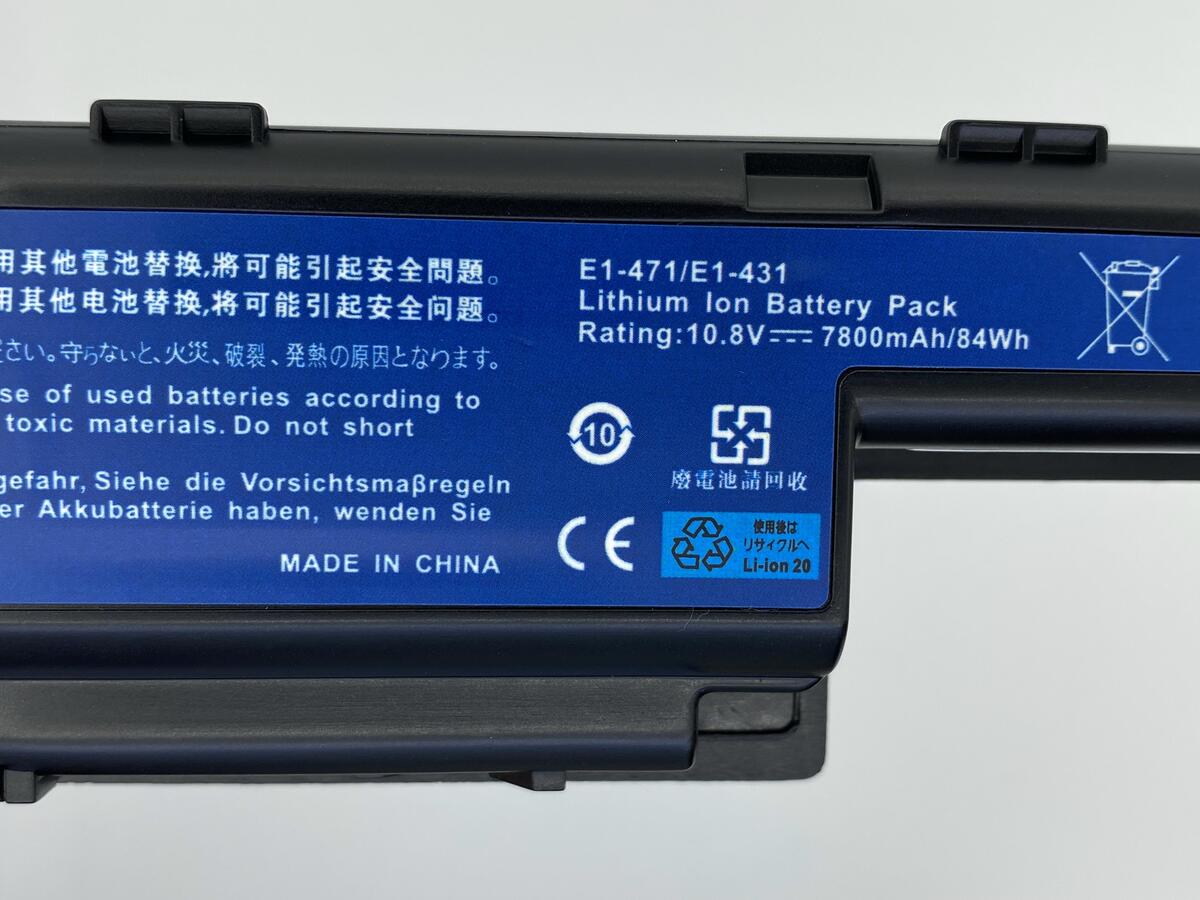 用其他電池替換,將可能引起安全問題。
用其他电池替换,将可能引起安全问题。
ださい。守らないと、火災、破裂、発熱の原因となります。
se of used batteries according to
toxic materials. Do not short
gefahr, Siehe die Vorsichtsmaβregeln
er Akkubatterie haben, wenden Sie
MADE IN CHINA
E1-471/E1-431
Lithium Ion Battery Pack
Rating:10.8V⎓7800mAh/84Wh
10
廢電池請回收
CE
使用後は
リサイクルへ
Li-ion 20